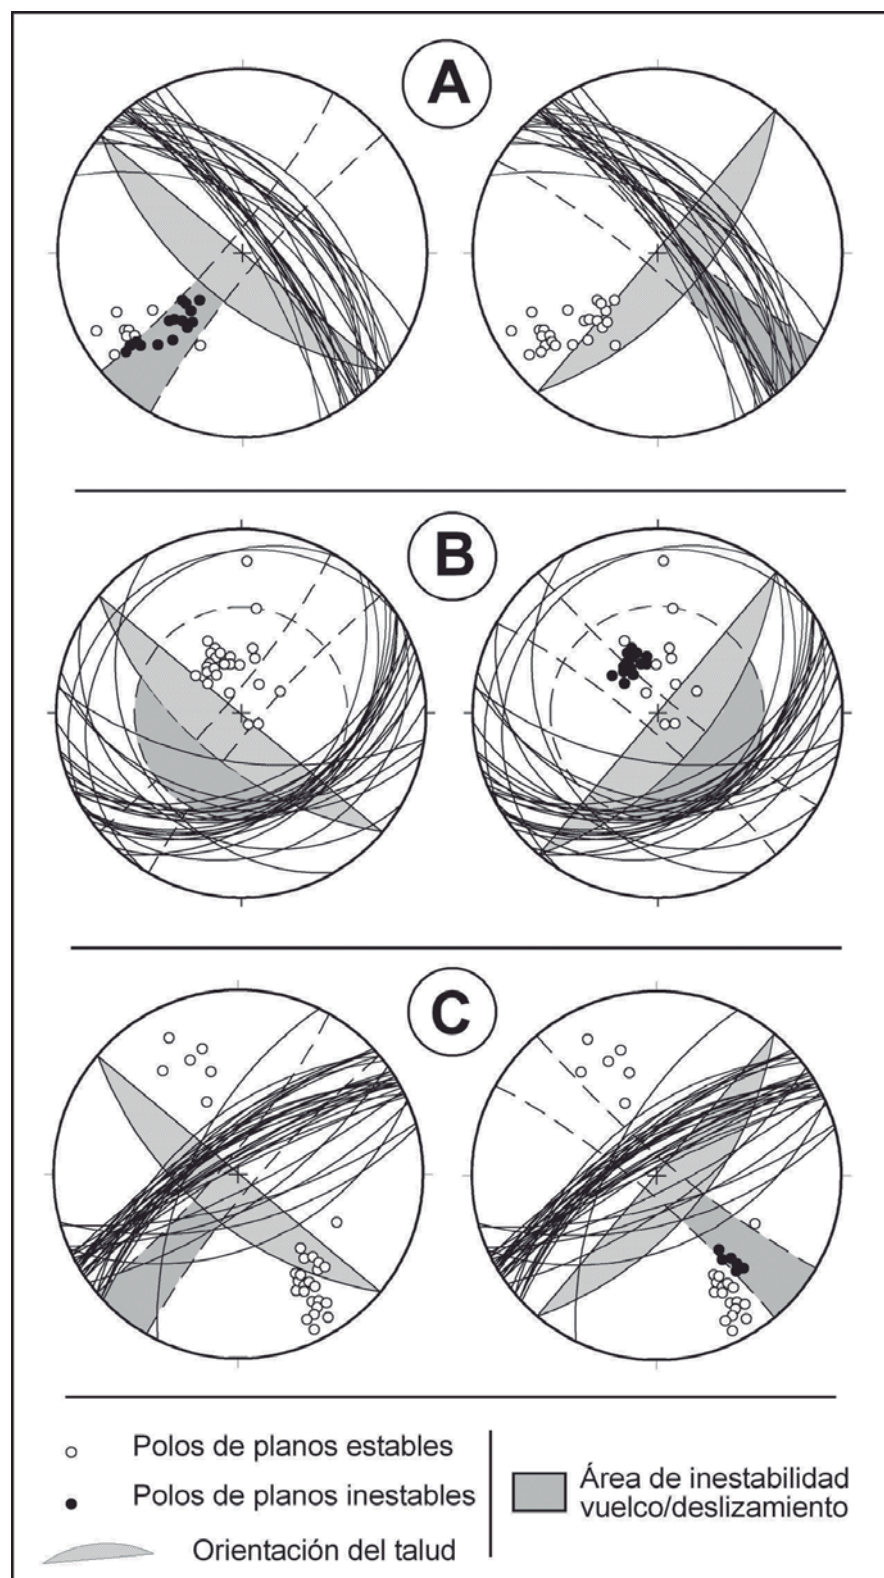 A
B
C
Polos de planos estables
Polos de planos inestables
Orientación del talud
Área de inestabilidad
vuelco/deslizamiento